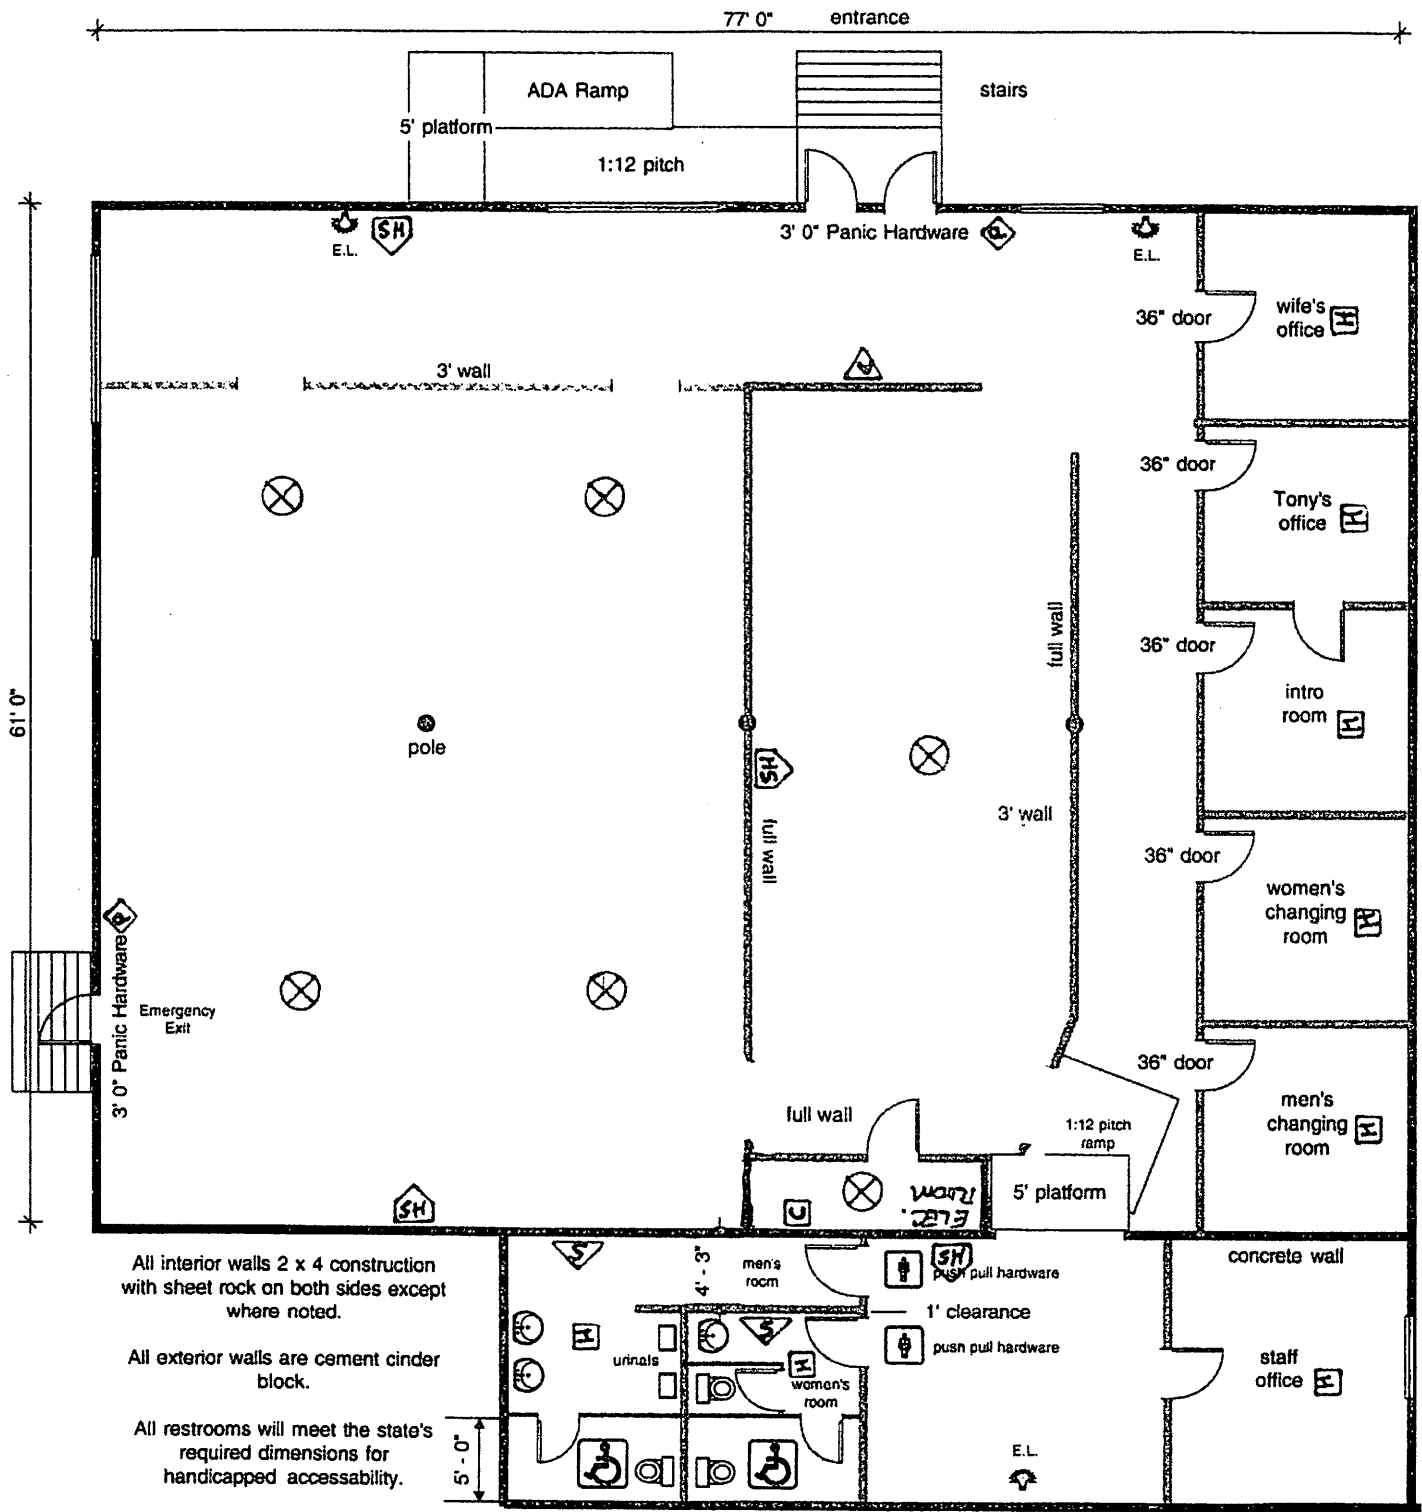 77' 0" entrance
ADA Ramp
stairs
5' platform
1:12 pitch
SH
E.L.
3' 0" Panic Hardware
P
E.L.
36" door
wife's
office
H
3' wall
V
36" door
Tony's
office
H
61' 0"
full wall
36" door
intro
room
H
pole
SH
3' wall
full wall
36" door
women's
changing
room
H
P
3' 0" Panic Hardware
Emergency
Exit
36" door
men's
changing
room
H
full wall
1:12 pitch
ramp
ELEC.
ROOM
C
5' platform
SH
All interior walls 2 x 4 construction
with sheet rock on both sides except
where noted.
All exterior walls are cement cinder
block.
All restrooms will meet the state's
required dimensions for
handicapped accessability.
S
4' - 3"
men's
room
SH
push pull hardware
concrete wall
1' clearance
H
urinals
S
push pull hardware
H
women's
room
staff
office
H
5' - 0"
E.L.